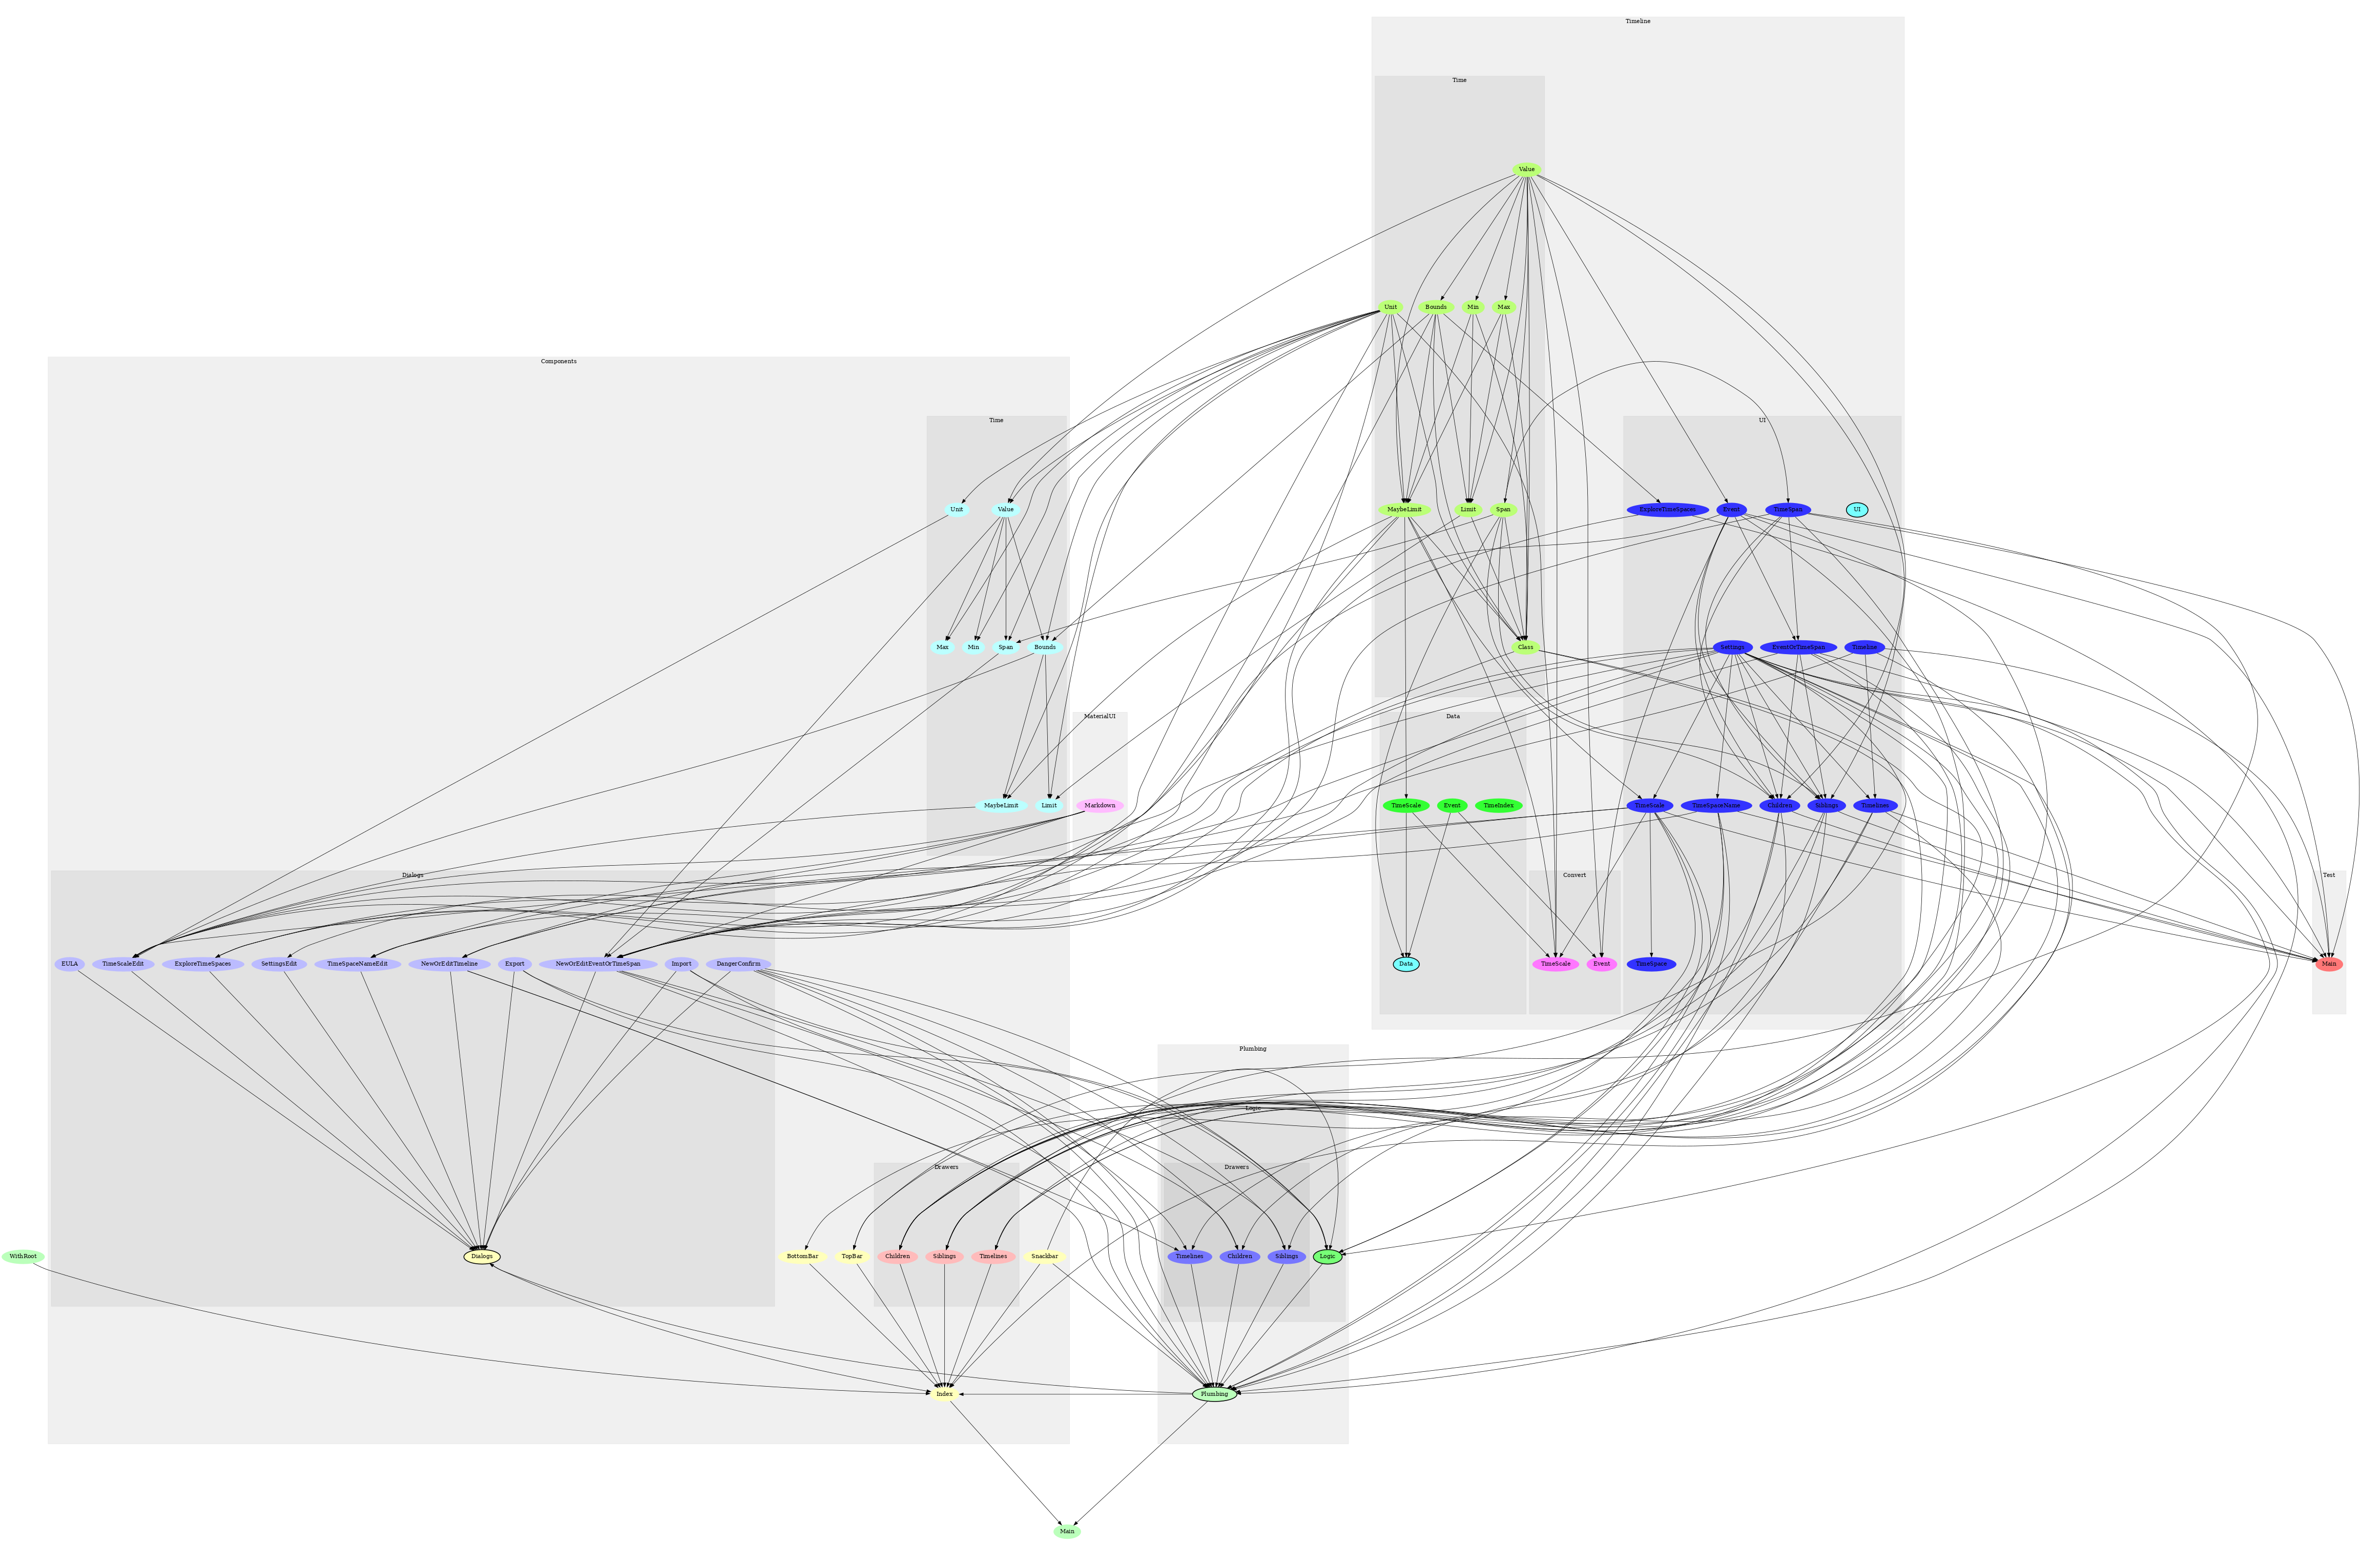 Timeline
Time
Value
Unit
Bounds
Min
Max
Components
Time
UI
Unit
Value
MaybeLimit
Limit
Span
ExploreTimeSpaces
Event
TimeSpan
UI
Max
Min
Span
Bounds
Class
Settings
EventOrTimeSpan
Timeline
MaterialUI
Data
MaybeLimit
Limit
Markdown
TimeScale
Event
TimeIndex
TimeScale
TimeSpaceName
Children
Siblings
Timelines
Dialogs
Convert
Test
EULA
TimeScaleEdit
ExploreTimeSpaces
SettingsEdit
TimeSpaceNameEdit
NewOrEditTimeline
Export
NewOrEditEventOrTimeSpan
Import
DangerConfirm
Data
TimeScale
Event
TimeSpace
Main
Plumbing
Logic
Drawers
Drawers
WithRoot
Dialogs
BottomBar
TopBar
Children
Siblings
Timelines
Snackbar
Timelines
Children
Siblings
Logic
Index
Plumbing
Main